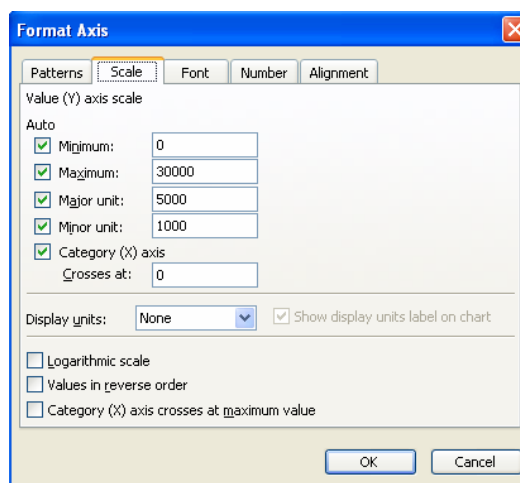 Format Axis
Patterns Scale Font Number Alignment
Value (Y) axis scale
Auto
Minimum: 0
Maximum: 30000
Major unit: 5000
Minor unit: 1000
Category (X) axis
Crosses at: 0
Display units: None Show display units label on chart
Logarithmic scale
Values in reverse order
Category (X) axis crosses at maximum value
OK Cancel